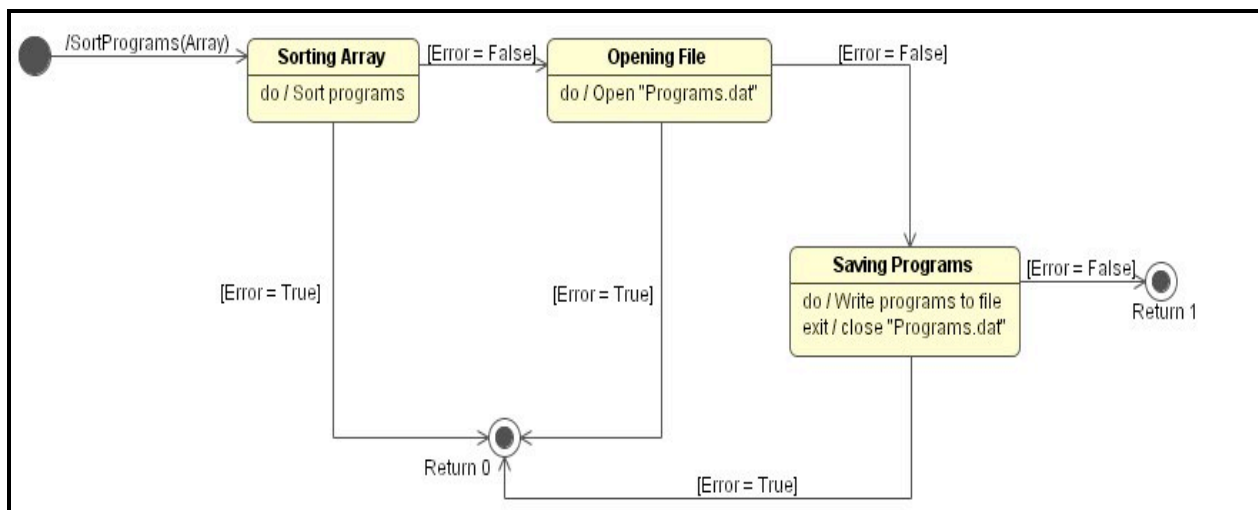 /SortPrograms(Array)
Sorting Array
do / Sort programs
[Error = False]
Opening File
do / Open "Programs.dat"
[Error = False]
[Error = True]
[Error = True]
Saving Programs
do / Write programs to file
exit / close "Programs.dat"
[Error = False]
Return 1
Return 0
[Error = True]